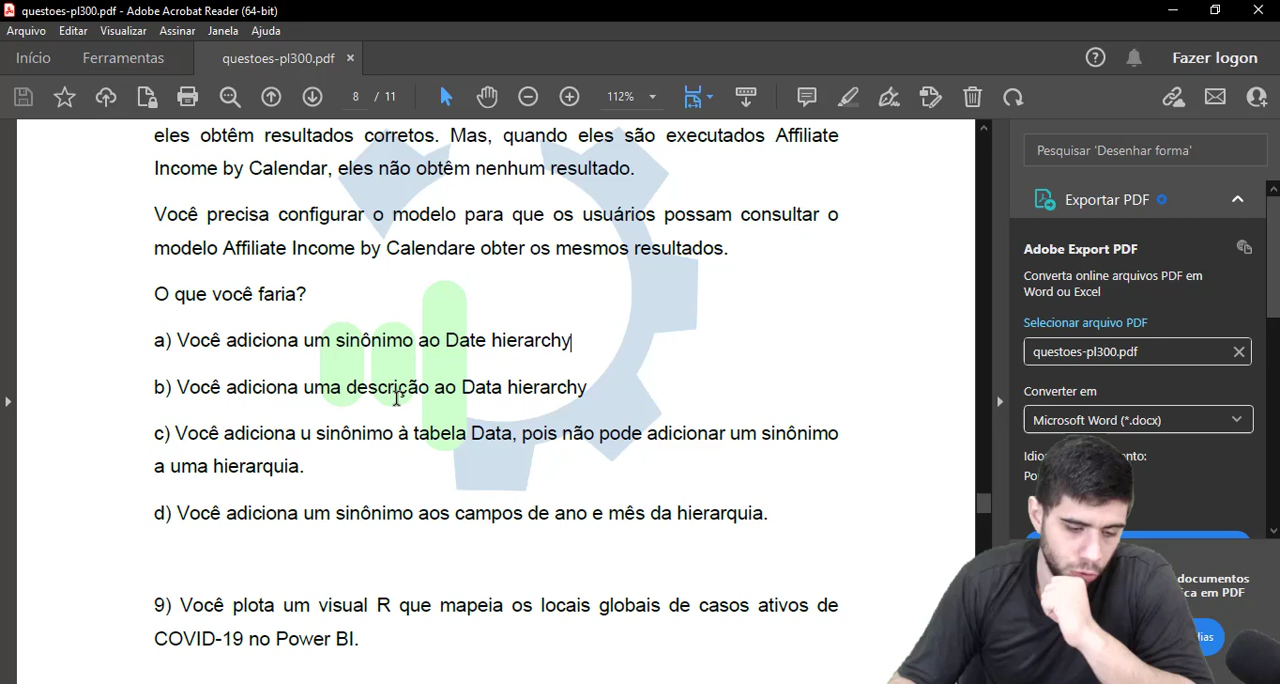 questoes-pl300.pdf - Adobe Acrobat Reader (64-bit)
Arquivo Editar Visualizar Assinar Janela Ajuda
Início Ferramentas questoes-pl300.pdf × Fazer logon
8 / 11 112%
eles obtêm resultados corretos. Mas, quando eles são executados Affiliate
Income by Calendar, eles não obtêm nenhum resultado.
Você precisa configurar o modelo para que os usuários possam consultar o
modelo Affiliate Income by Calendare obter os mesmos resultados.
O que você faria?
a) Você adiciona um sinônimo ao Date hierarchy
b) Você adiciona uma descrição ao Data hierarchy
c) Você adiciona u sinônimo à tabela Data, pois não pode adicionar um sinônimo
a uma hierarquia.
d) Você adiciona um sinônimo aos campos de ano e mês da hierarquia.
9) Você plota um visual R que mapeia os locais globais de casos ativos de
COVID-19 no Power BI.
Pesquisar 'Desenhar forma'
Exportar PDF
Adobe Export PDF
Converta online arquivos PDF em
Word ou Excel
Selecionar arquivo PDF
questoes-pl300.pdf
Converter em
Microsoft Word (*.docx)